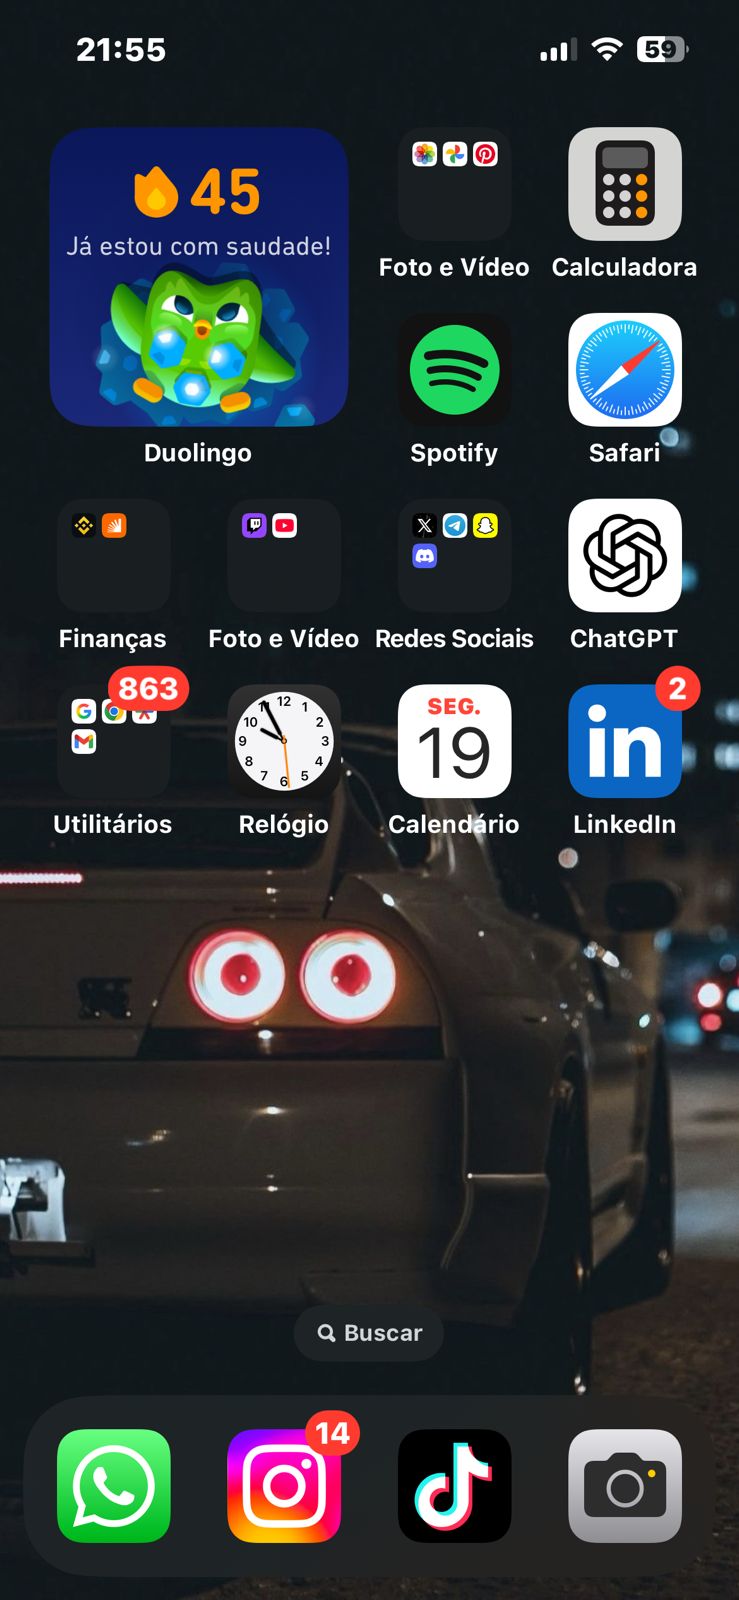 21:55
59
45
Já estou com saudade!
Duolingo
Foto e Vídeo
Calculadora
Spotify
Safari
Finanças
Foto e Vídeo
Redes Sociais
ChatGPT
863
Utilitários
12
1
2
3
4
5
6
7
8
9
10
11
Relógio
SEG.
19
Calendário
2
in
LinkedIn
Buscar
14